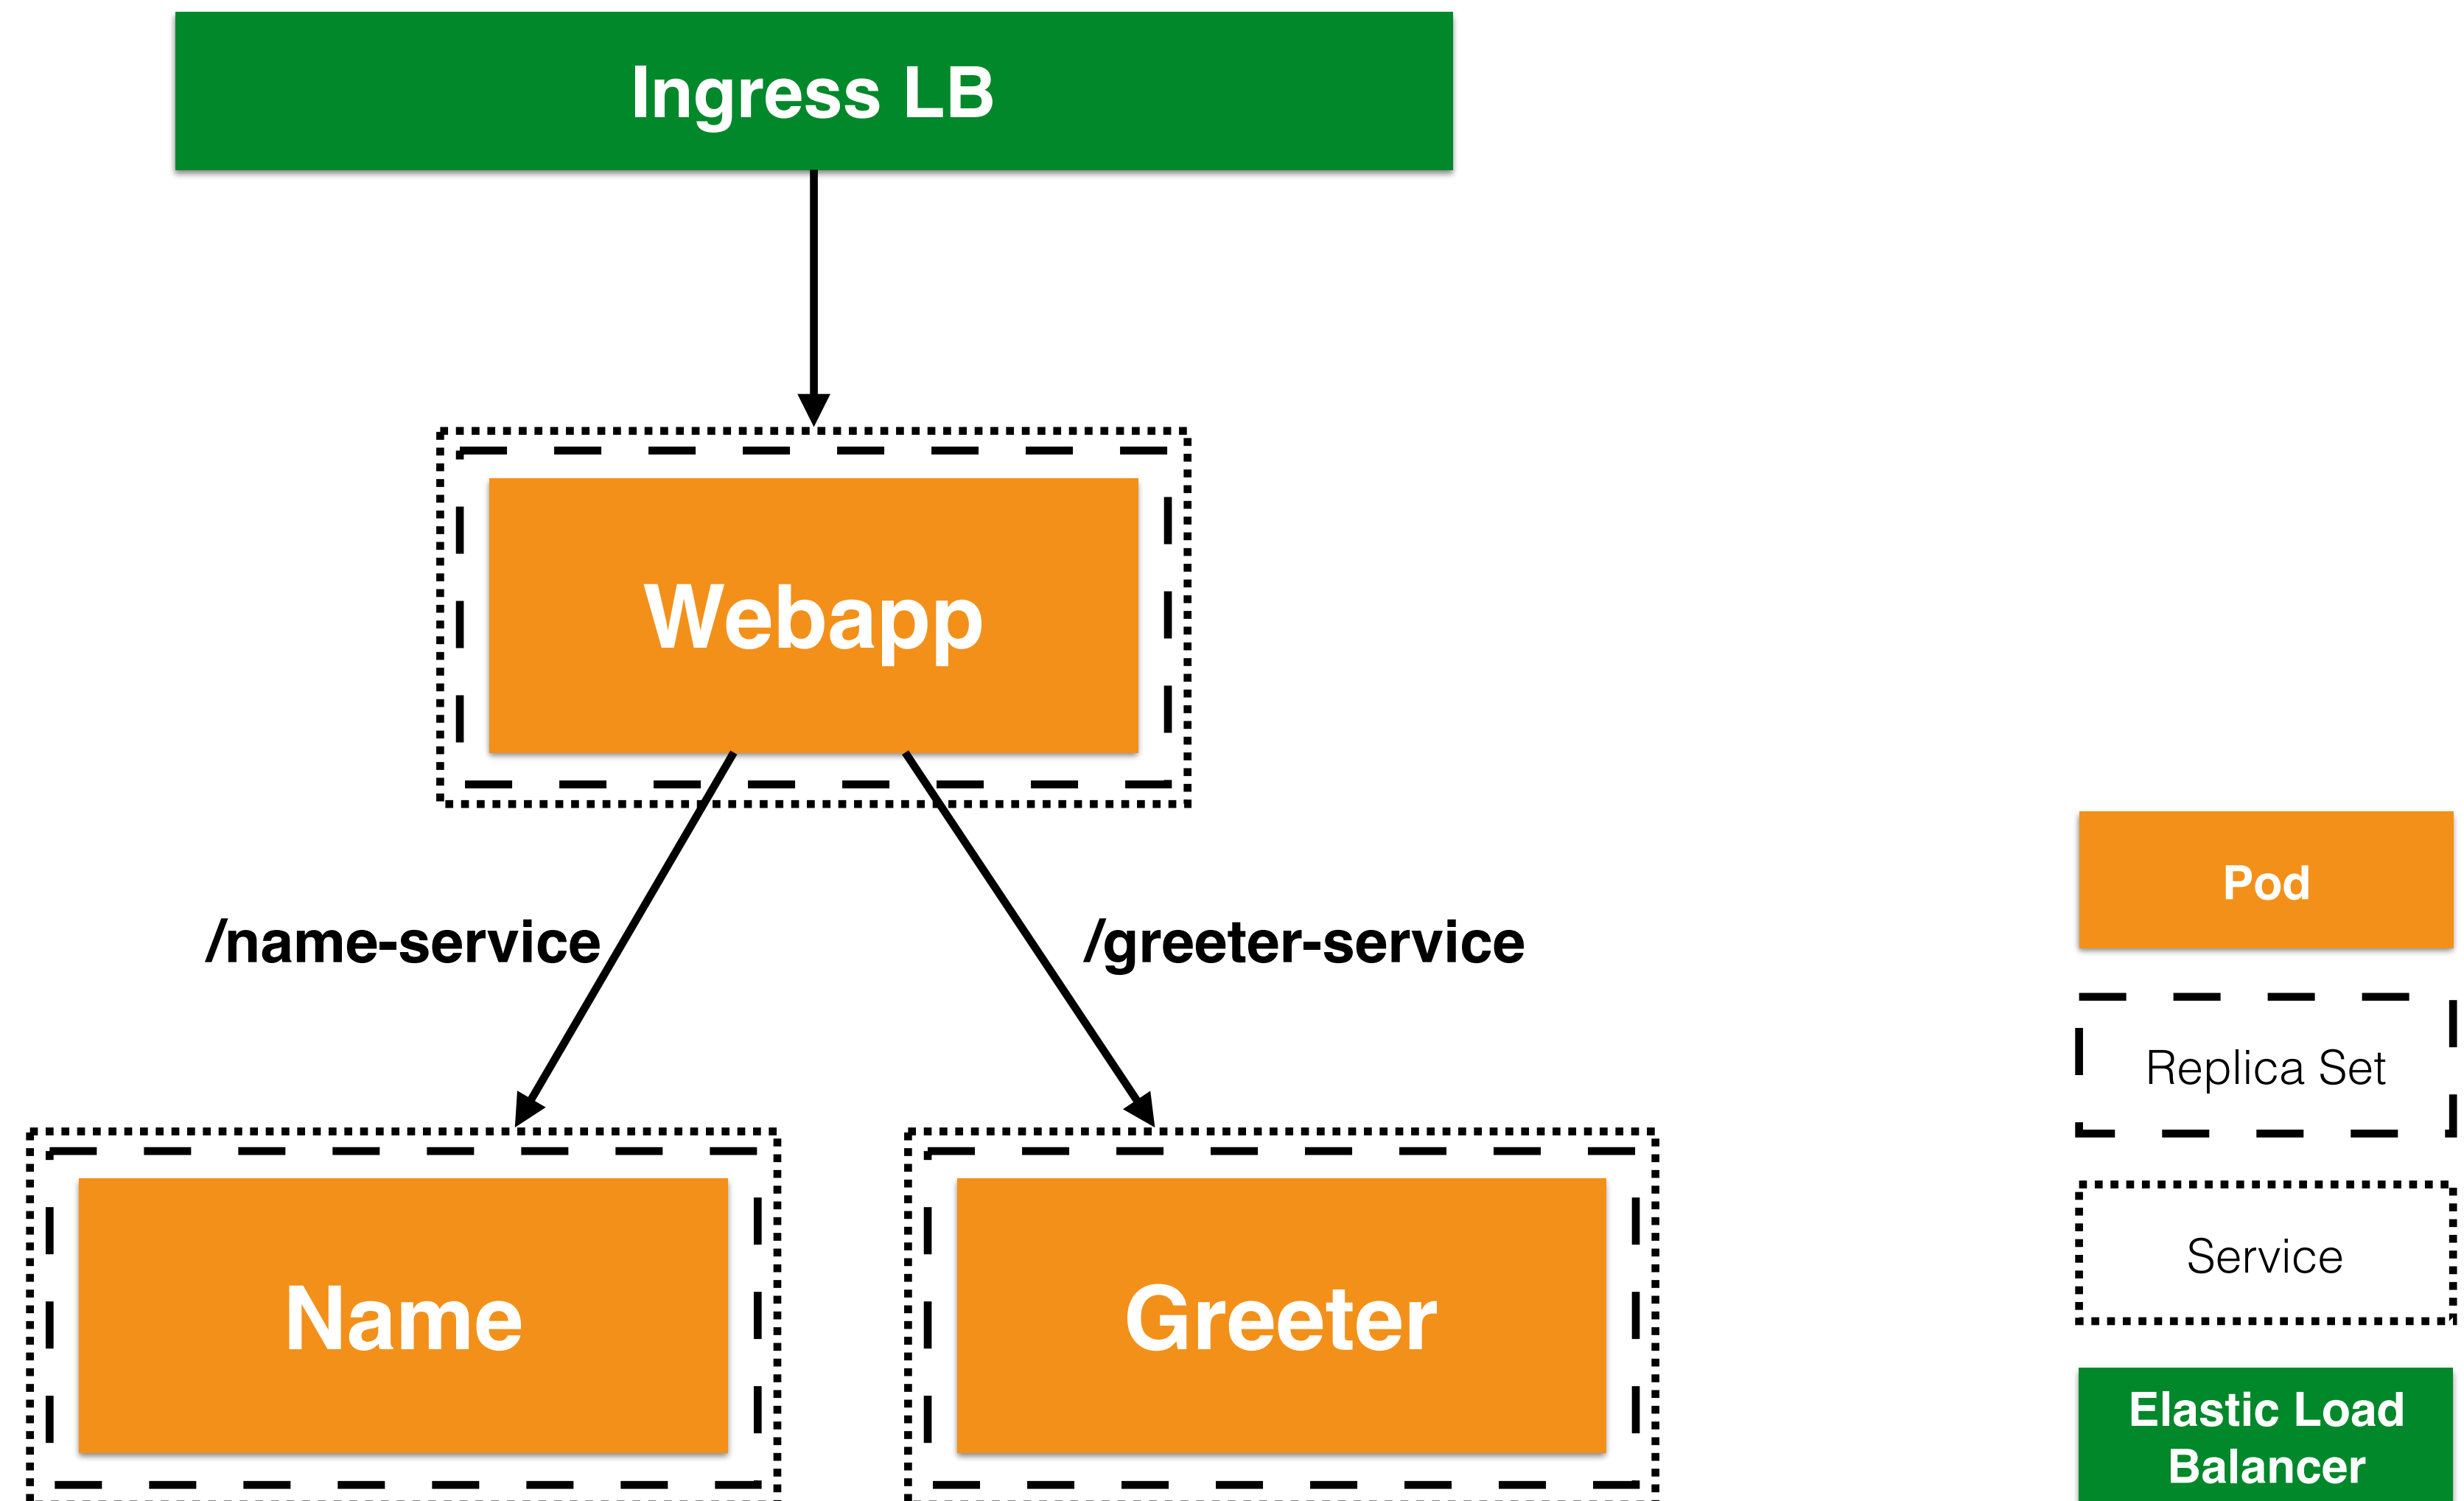 Ingress LB
Webapp
/name-service
/greeter-service
Name
Greeter
Pod
Replica Set
Service
Elastic Load
Balancer